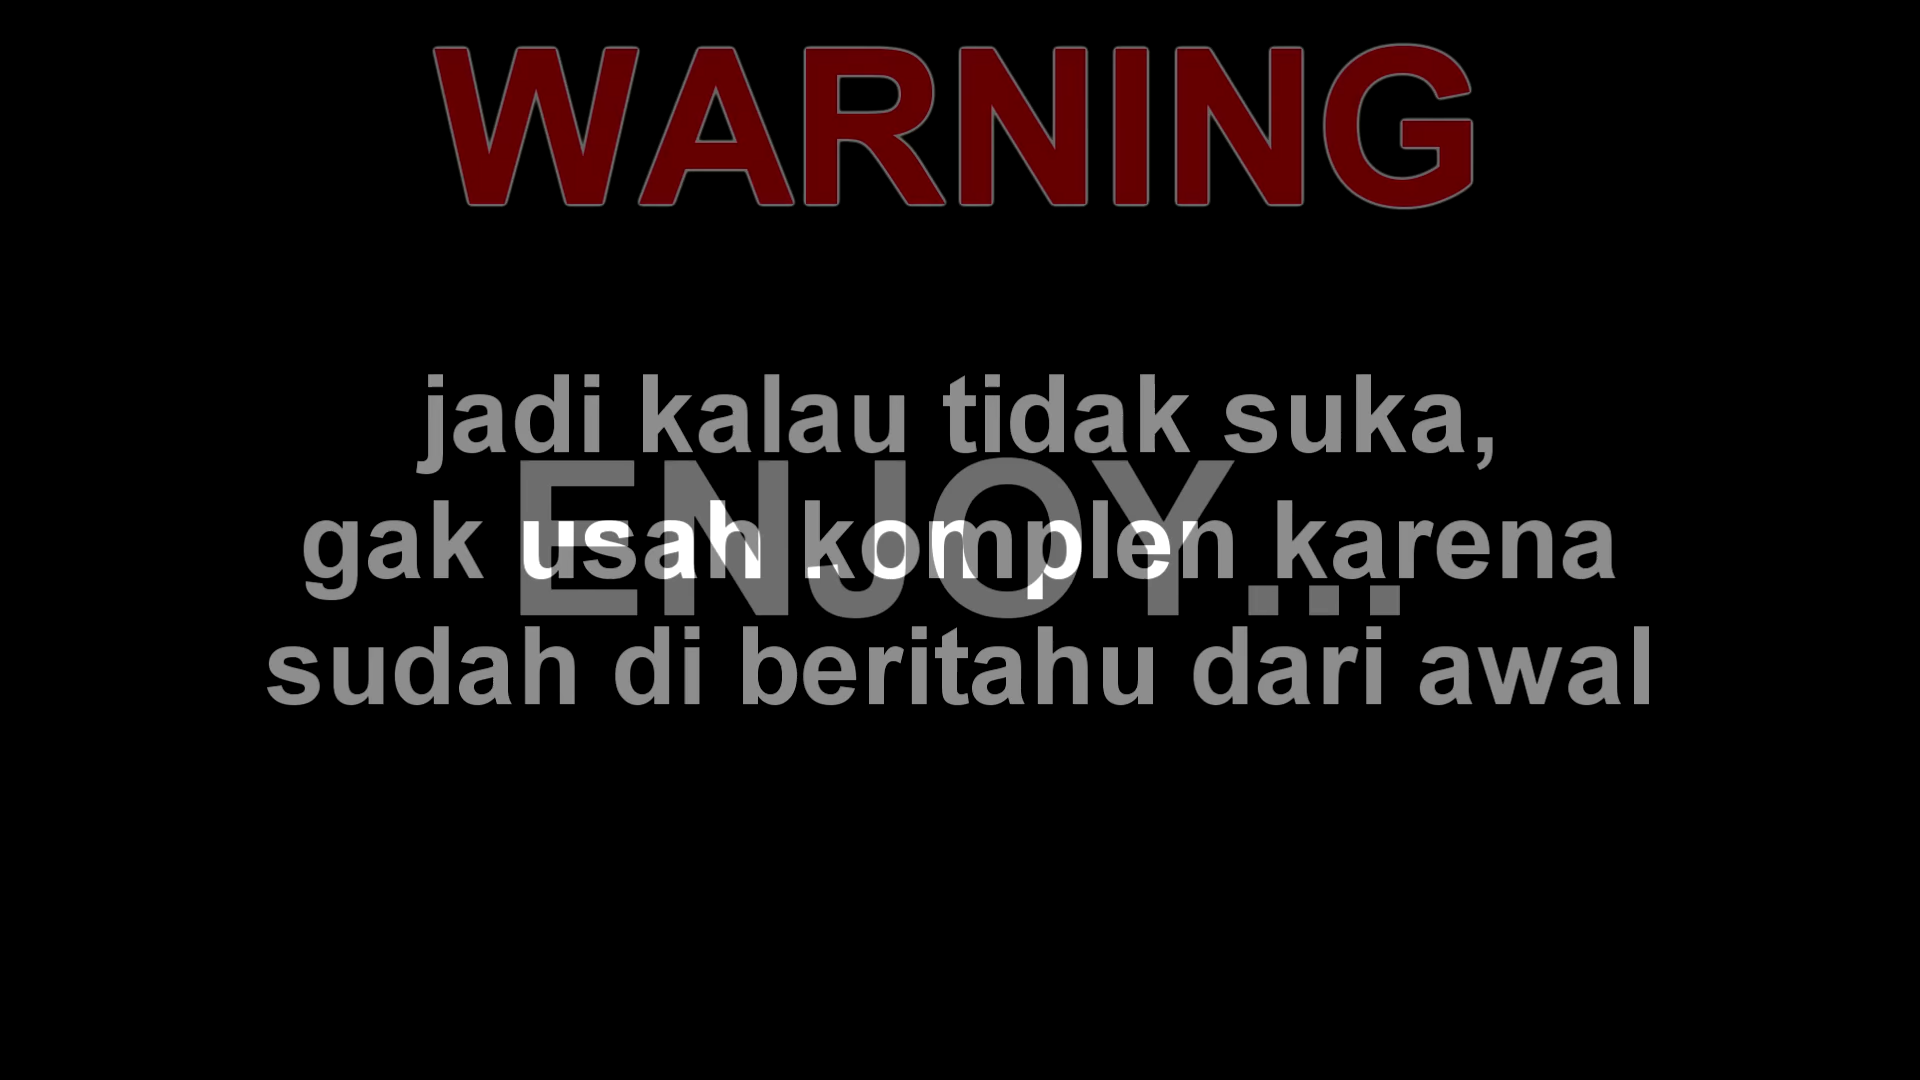 WARNING
jadi kalau tidak suka,
ENJOY...
gak usah komplen karena
sudah di beritahu dari awal